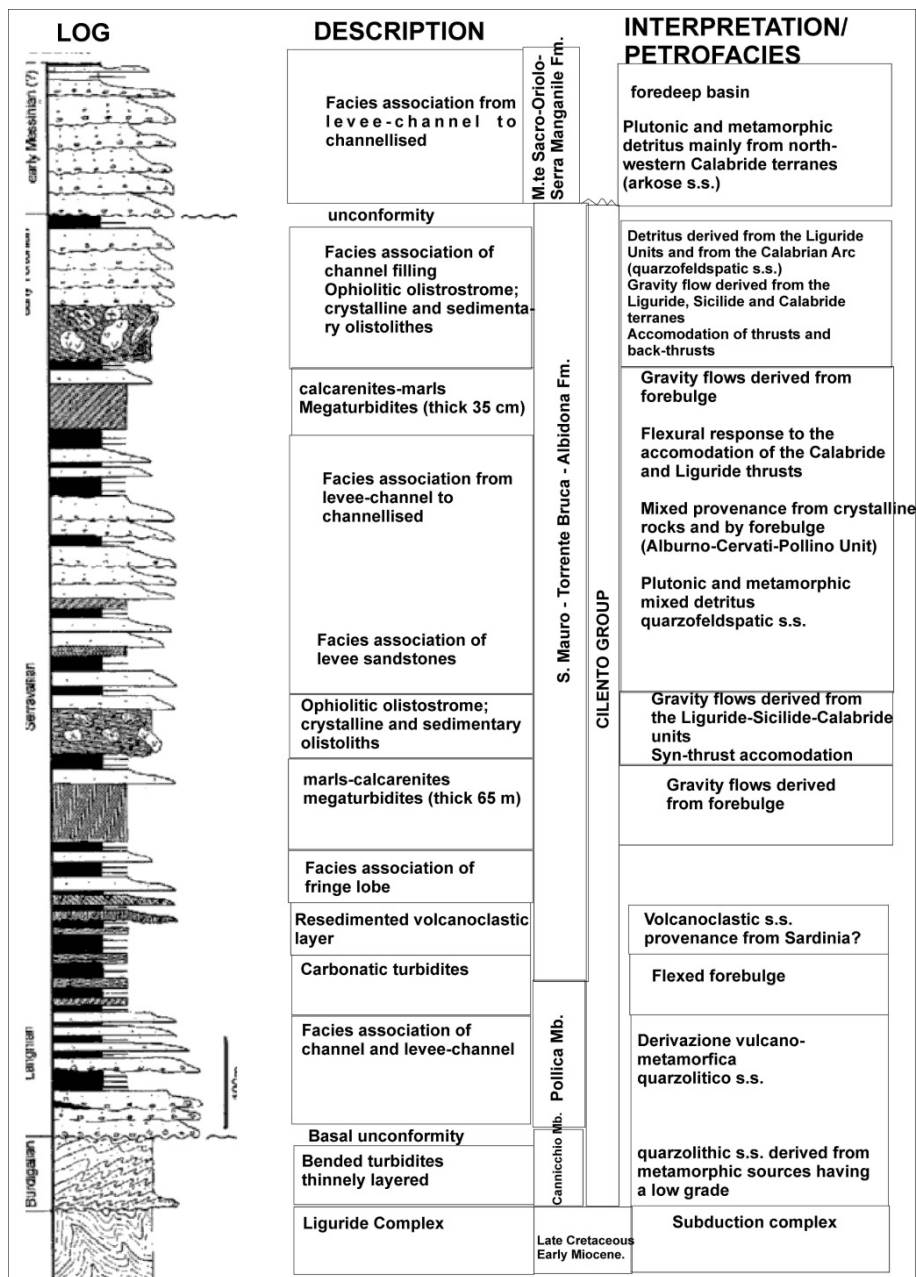 LOG
DESCRIPTION
INTERPRETATION/
PETROFACIES
early Messinian (?)
Serravalian
Langhian
Burdigalian
100m
Facies association from
levee-channel to
channellised
unconformity
Facies association of
channel filling
Ophiolitic olistrostrome;
crystalline and sedimenta-
ry olistolithes
calcarenites-marls
Megaturbidites (thick 35 cm)
Facies association from
levee-channel to
channellised
Facies association of
levee sandstones
Ophiolitic olistostrome;
crystalline and sedimentary
olistoliths
marls-calcarenites
megaturbidites (thick 65 m)
Facies association of
fringe lobe
Resedimented volcanoclastic
layer
Carbonatic turbidites
Facies association of
channel and levee-channel
Basal unconformity
Bended turbidites
thinnely layered
Liguride Complex
M.te Sacro-Oriolo-
Serra Manganile Fm.
S. Mauro - Torrente Bruca - Albidona Fm.
Pollica Mb.
Cannicchio Mb.
CILENTO GROUP
Late Cretaceous
Early Miocene.
foredeep basin
Plutonic and metamorphic
detritus mainly from north-
western Calabride terranes
(arkose s.s.)
Detritus derived from the Liguride
Units and from the Calabrian Arc
(quarzofeldspatic s.s.)
Gravity flow derived from the
Liguride, Sicilide and Calabride
terranes
Accomodation of thrusts and
back-thrusts
Gravity flows derived from
forebulge
Flexural response to the
accomodation of the Calabride
and Liguride thrusts
Mixed provenance from crystalline
rocks and by forebulge
(Alburno-Cervati-Pollino Unit)
Plutonic and metamorphic
mixed detritus
quarzofeldspatic s.s.
Gravity flows derived from
the Liguride-Sicilide-Calabride
units
Syn-thrust accomodation
Gravity flows derived
from forebulge
Volcanoclastic s.s.
provenance from Sardinia?
Flexed forebulge
Derivazione vulcano-
metamorfica
quarzolitico s.s.
quarzolithic s.s. derived from
metamorphic sources having
a low grade
Subduction complex